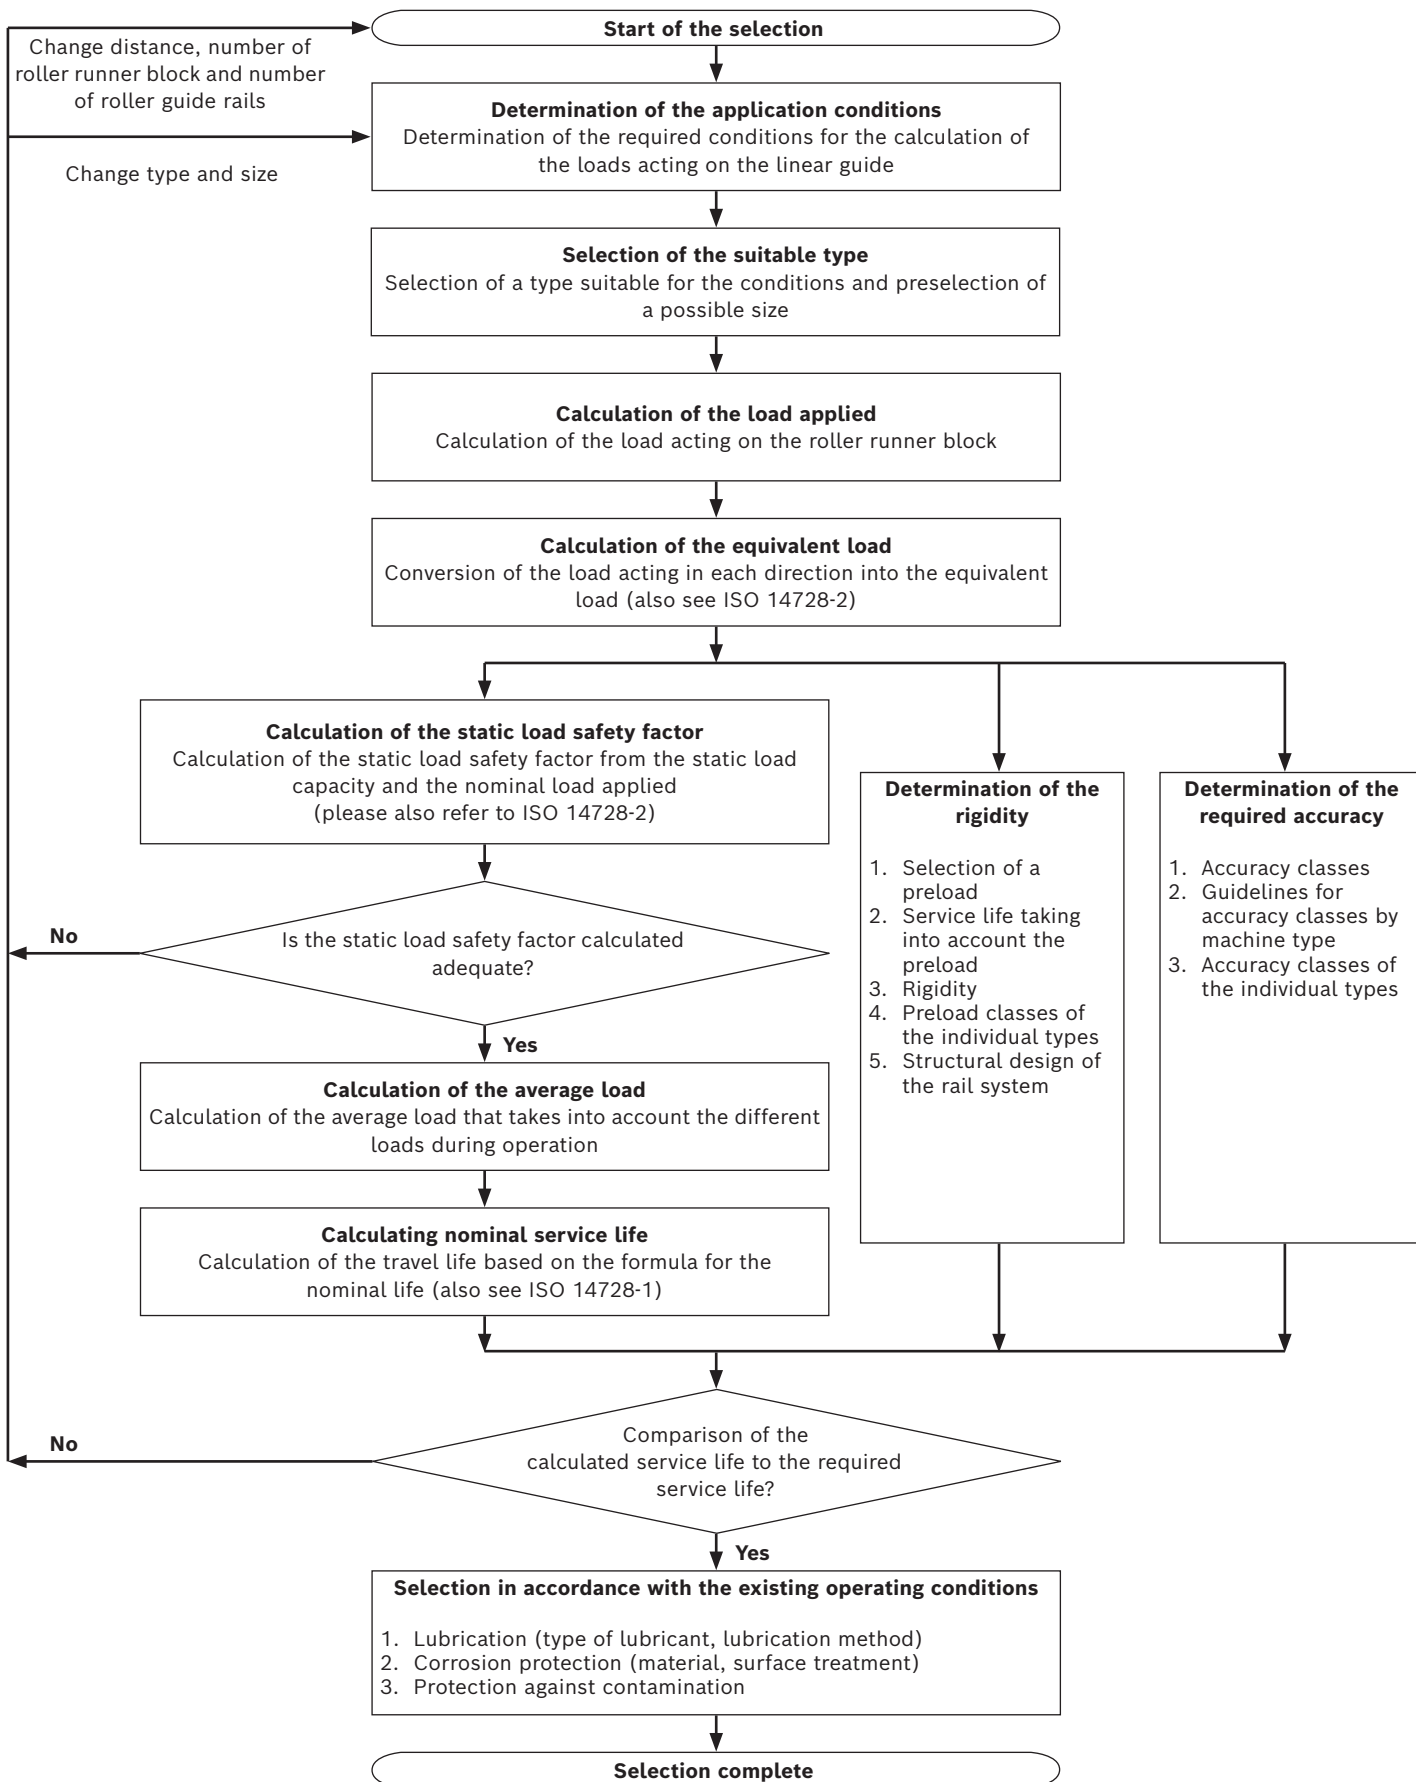 Start of the selection
Change distance, number of
roller runner block and number
of roller guide rails
Change type and size
Determination of the application conditions
Determination of the required conditions for the calculation of
the loads acting on the linear guide
Selection of the suitable type
Selection of a type suitable for the conditions and preselection of
a possible size
Calculation of the load applied
Calculation of the load acting on the roller runner block
Calculation of the equivalent load
Conversion of the load acting in each direction into the equivalent
load (also see ISO 14728-2)
Calculation of the static load safety factor
Calculation of the static load safety factor from the static load
capacity and the nominal load applied
(please also refer to ISO 14728-2)
Determination of the
rigidity
1. Selection of a
preload
2. Service life taking
into account the
preload
3. Rigidity
4. Preload classes of
the individual types
5. Structural design of
the rail system
Determination of the
required accuracy
1. Accuracy classes
2. Guidelines for
accuracy classes by
machine type
3. Accuracy classes of
the individual types
No
Is the static load safety factor calculated
adequate?
Yes
Calculation of the average load
Calculation of the average load that takes into account the different
loads during operation
Calculating nominal service life
Calculation of the travel life based on the formula for the
nominal life (also see ISO 14728-1)
No
Comparison of the
calculated service life to the required
service life?
Yes
Selection in accordance with the existing operating conditions
1. Lubrication (type of lubricant, lubrication method)
2. Corrosion protection (material, surface treatment)
3. Protection against contamination
Selection complete